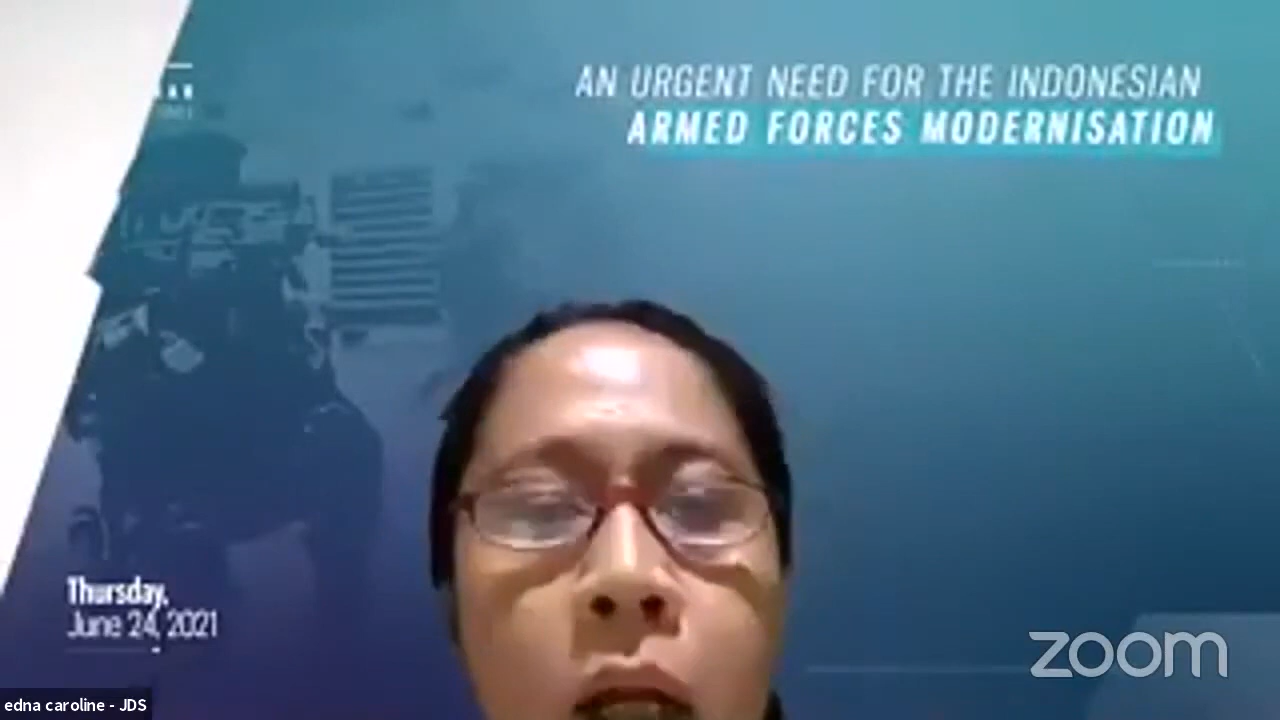 AN URGENT NEED FOR THE INDONESIAN
ARMED FORCES MODERNISATION
Thursday,
June 24, 2021
zoom
edna caroline - JDS